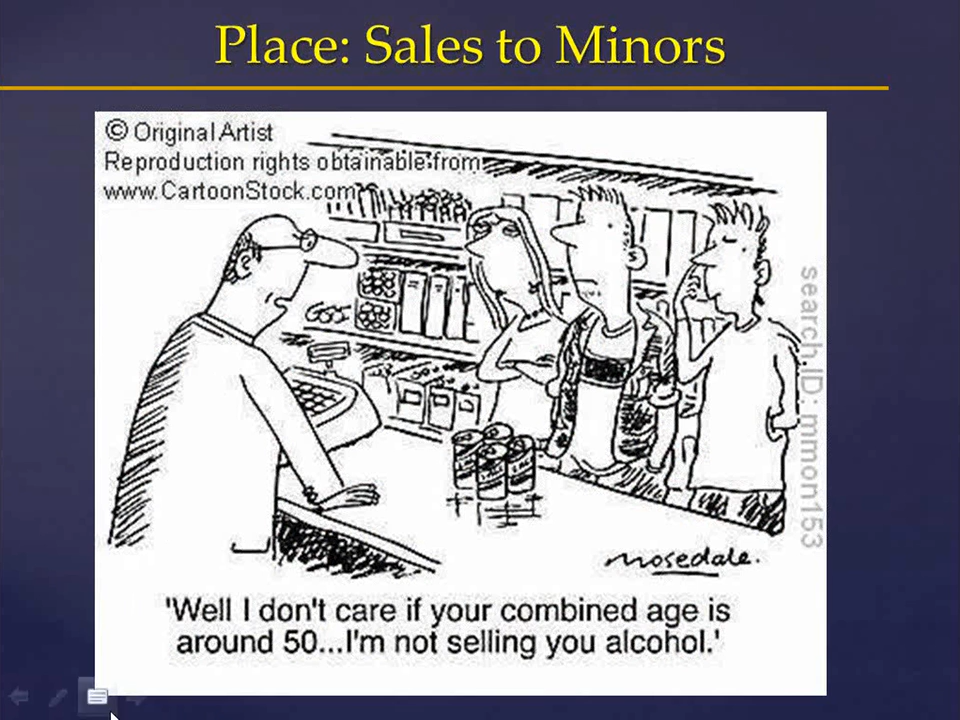 Place: Sales to Minors
© Original Artist
Reproduction rights obtainable from
www.CartoonStock.com
search ID: mmon153
Mosedale.
'Well I don't care if your combined age is
around 50...I'm not selling you alcohol.'